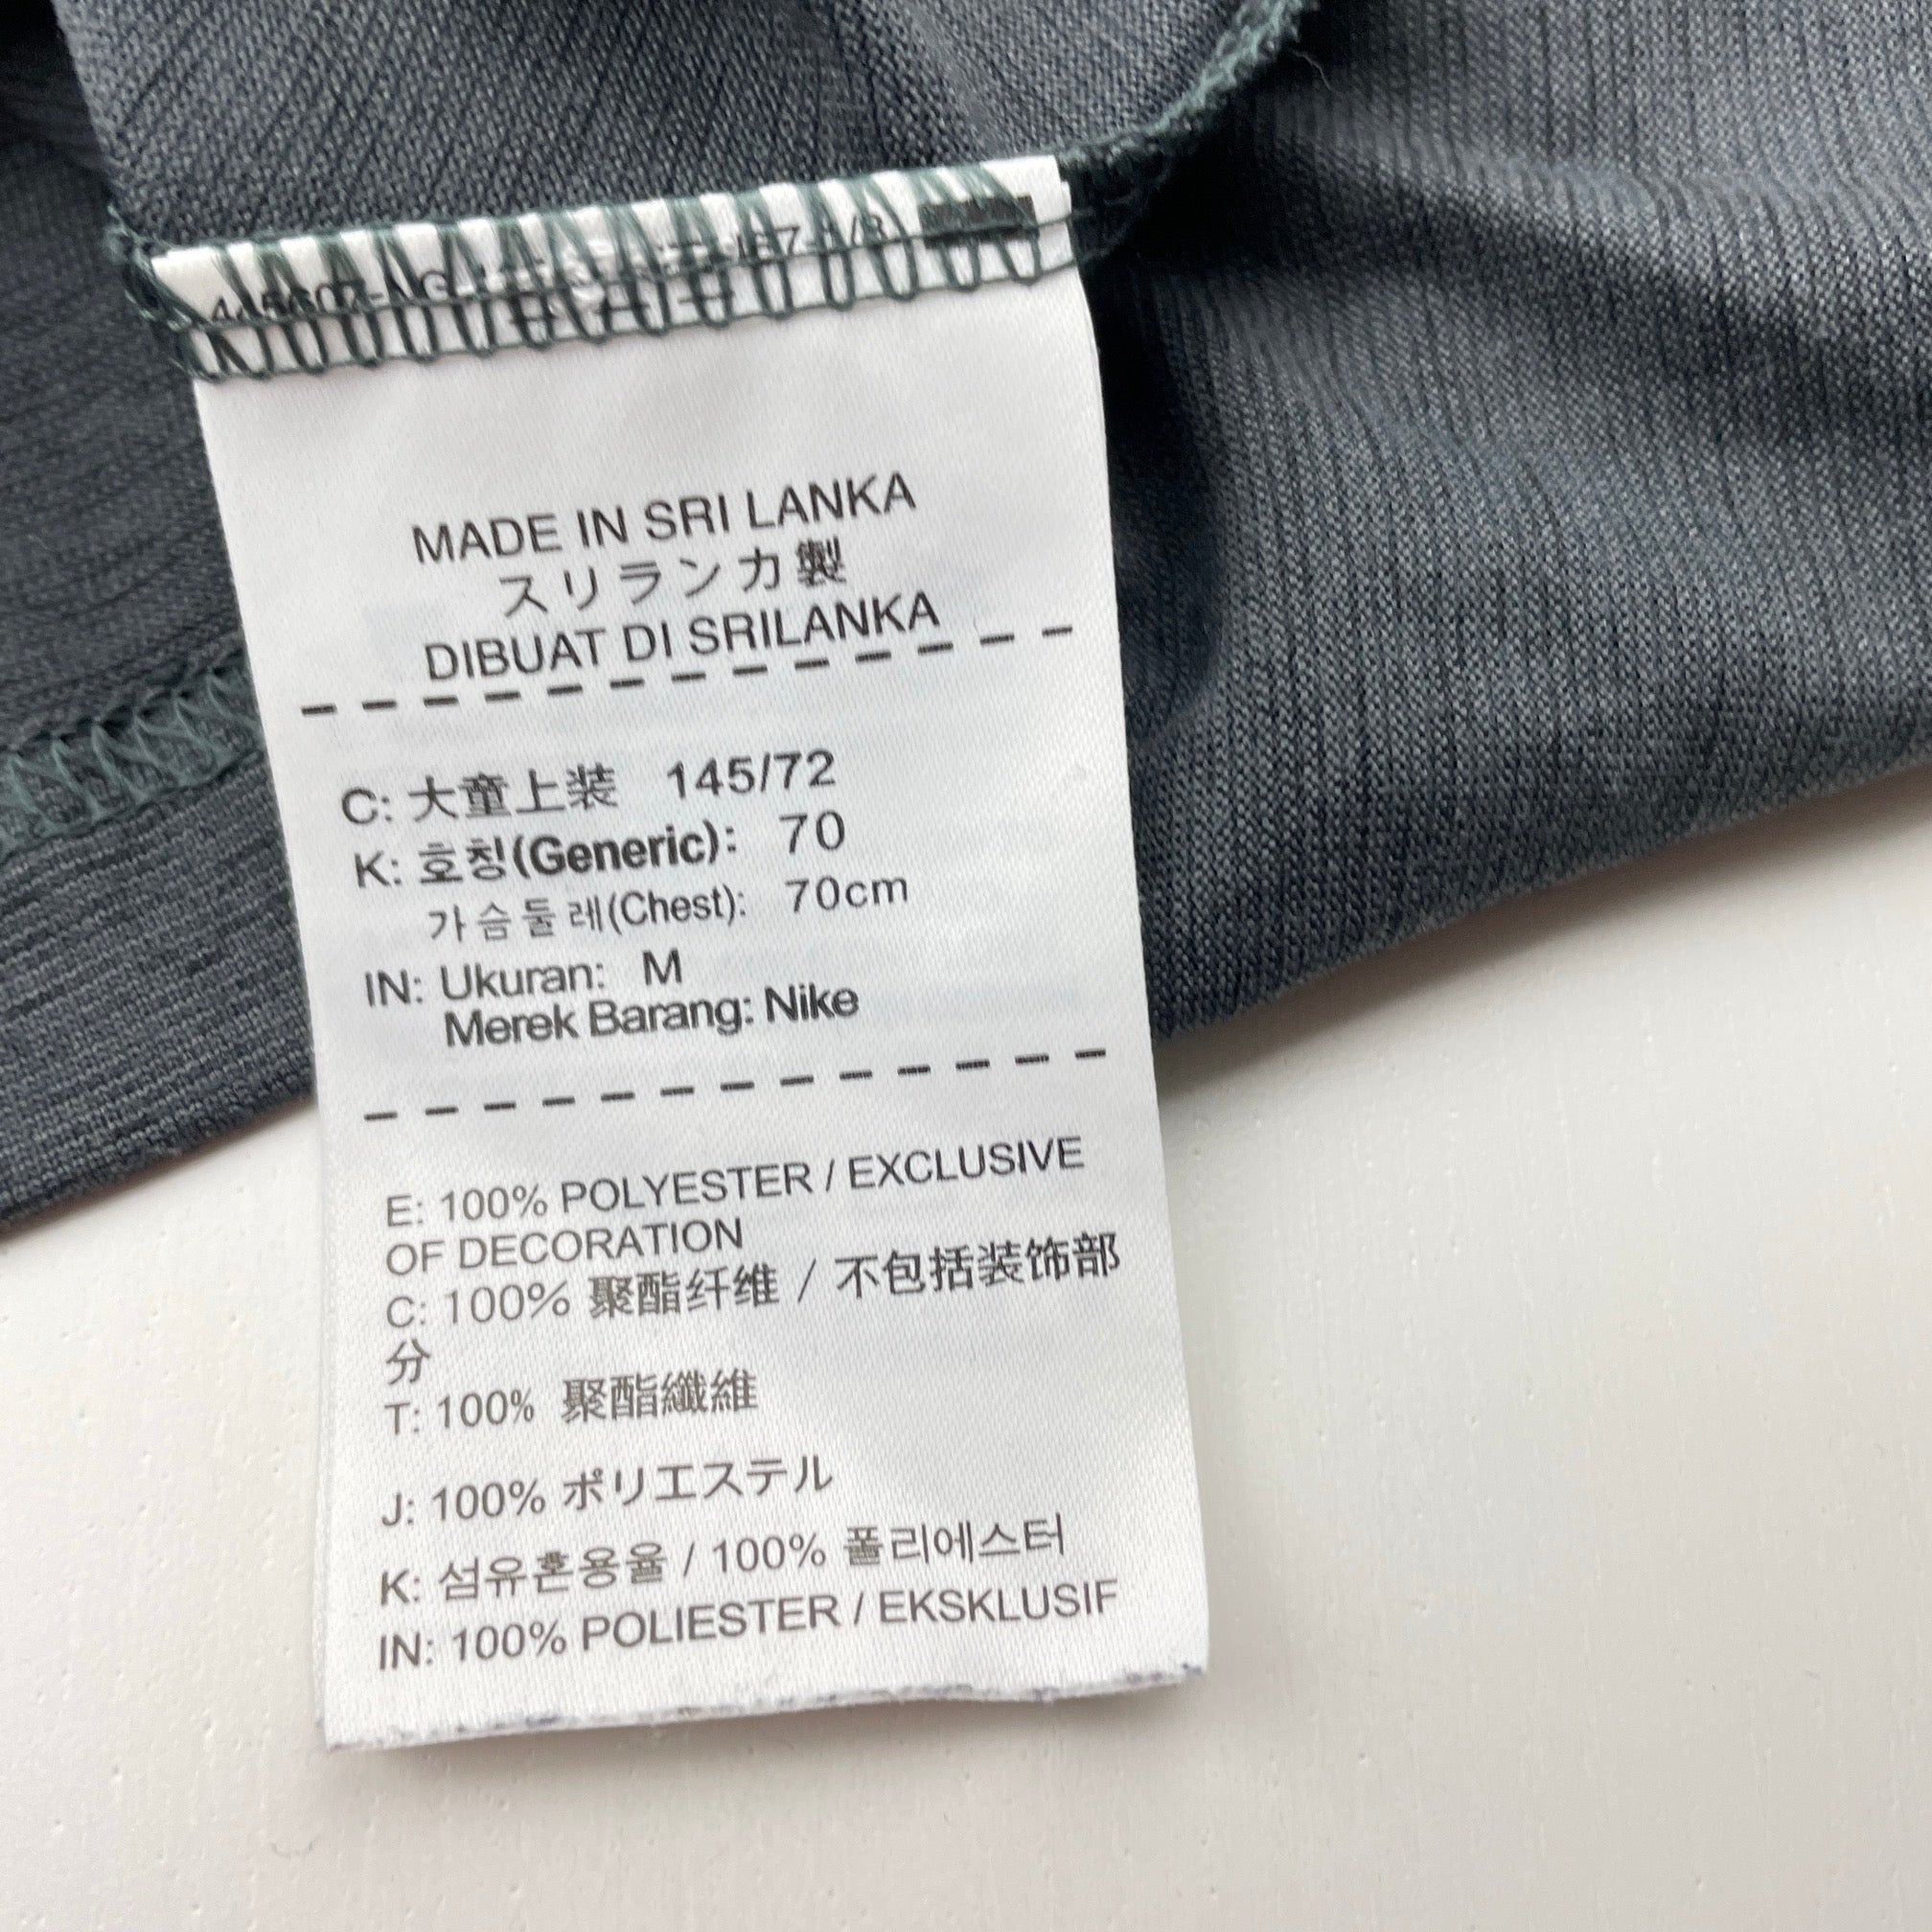 MADE IN SRI LANKA
スリランカ製
DIBUAT DI SRILANKA
C: 大童上装 145/72
K: 호칭(Generic): 70
가슴둘레(Chest): 70cm
IN: Ukuran: M
Merek Barang: Nike
E: 100% POLYESTER / EXCLUSIVE
OF DECORATION
C: 100% 聚酯纤维 / 不包括装饰部
分
T: 100% 聚酯纖維
J: 100% ポリエステル
K: 섬유혼용율 / 100% 폴리에스터
IN: 100% POLIESTER / EKSKLUSIF